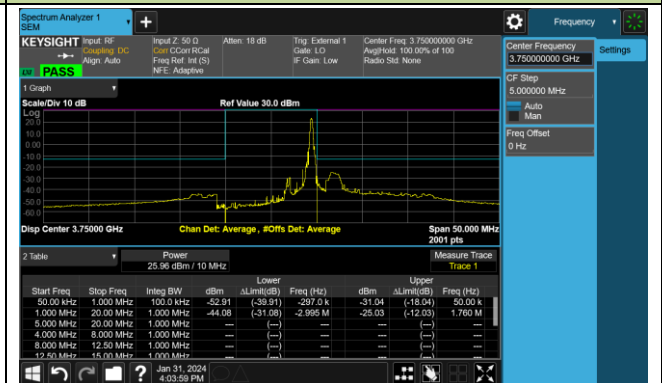 Spectrum Analyzer 1
SEM
+
Frequency
KEYSIGHT
Input: RF
Coupling: DC
Align: Auto
Input Z: 50 Ω
Corr CCorr RCal
Freq Ref: Int (S)
NFE: Adaptive
Atten: 18 dB
Trig: External 1
Gate: LO
IF Gain: Low
Center Freq: 3.750000000 GHz
Avg|Hold: 100.00% of 100
Radio Std: None
LXI
PASS
Center Frequency
3.750000000 GHz
Settings
CF Step
5.000000 MHz
Auto
Man
Freq Offset
0 Hz
1 Graph
Scale/Div 10 dB
Ref Value 30.0 dBm
Log
20.0
10.0
0.00
-10.0
-20.0
-30.0
-40.0
-50.0
-60.0
Disp Center 3.75000 GHz
Chan Det: Average, #Offs Det: Average
Span 50.000 MHz
2001 pts
2 Table
Power
25.96 dBm / 10 MHz
Measure Trace
Trace 1
Lower Upper
Start Freq Stop Freq Integ BW dBm ΔLimit(dB) Freq (Hz) dBm ΔLimit(dB) Freq (Hz)
50.00 kHz 1.000 MHz 100.0 kHz -52.91 (-39.91) -297.0 k -31.04 (-18.04) 50.00 k
1.000 MHz 20.00 MHz 1.000 MHz -44.08 (-31.08) -2.995 M -25.03 (-12.03) 1.760 M
5.000 MHz 20.00 MHz 1.000 MHz --- (---) --- --- (---) ---
4.000 MHz 8.000 MHz 1.000 MHz --- (---) --- --- (---) ---
8.000 MHz 12.50 MHz 1.000 MHz --- (---) --- --- (---) ---
12.50 MHz 15.00 MHz 1.000 MHz --- (---) --- --- (---) ---
?
Jan 31, 2024
4:03:59 PM